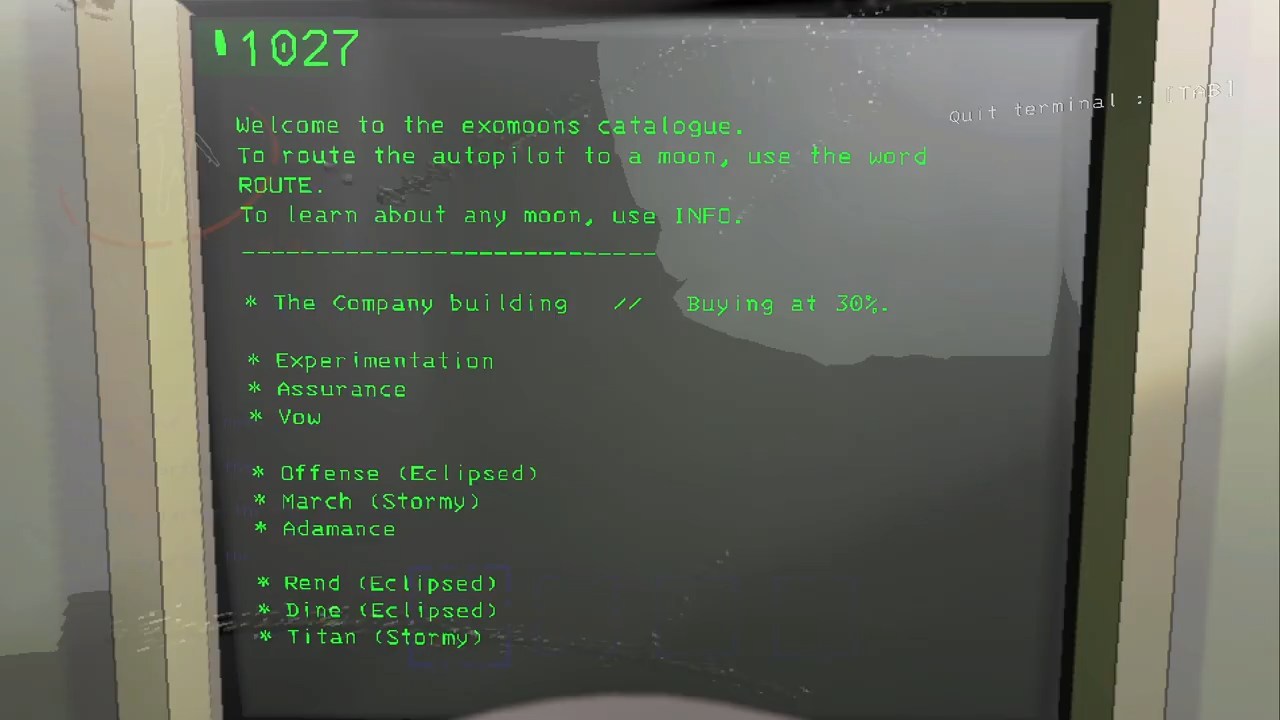 1027
Quit terminal : [TAB]
Welcome to the exomoons catalogue.
To route the autopilot to a moon, use the word
ROUTE.
To learn about any moon, use INFO.
----------------------------
* The Company building // Buying at 30%.
* Experimentation
* Assurance
* Vow
* Offense (Eclipsed)
* March (Stormy)
* Adamance
* Rend (Eclipsed)
* Dine (Eclipsed)
* Titan (Stormy)